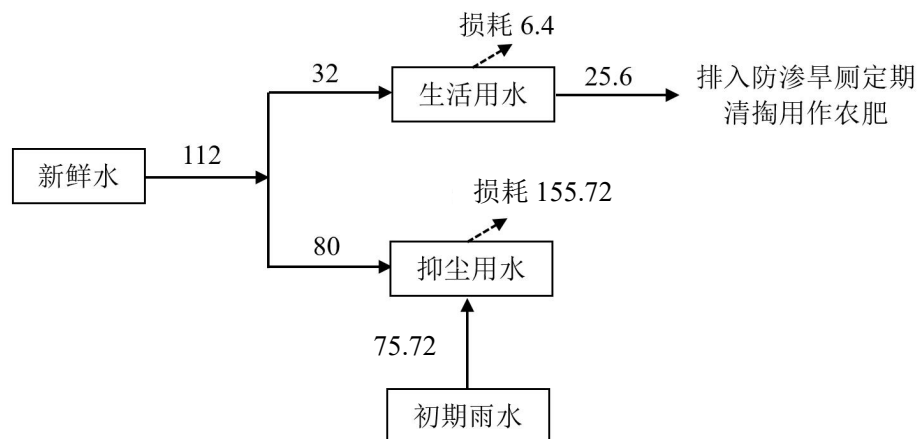 损耗 6.4
32
生活用水
25.6
排入防渗旱厕定期
清掏用作农肥
新鲜水
112
损耗 155.72
80
抑尘用水
75.72
初期雨水